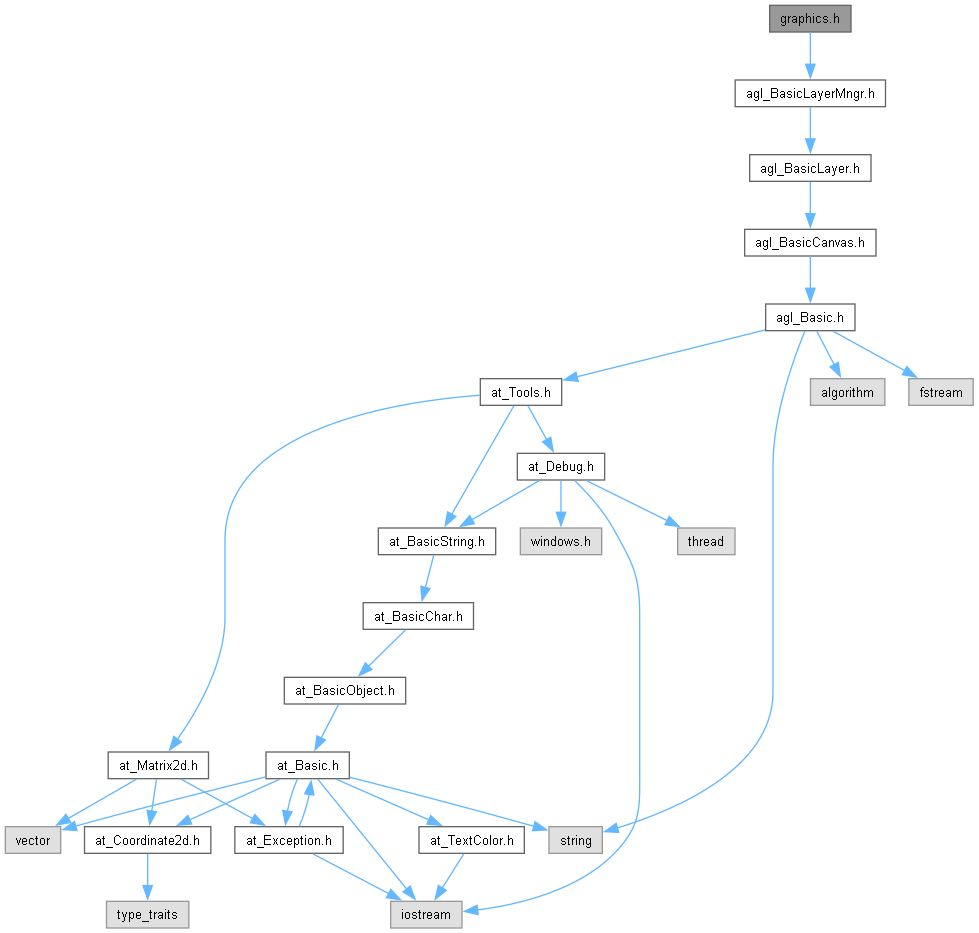 graphics.h
agl_BasicLayerMngr.h
agl_BasicLayer.h
agl_BasicCanvas.h
agl_Basic.h
at_Tools.h
algorithm
fstream
at_Debug.h
at_BasicString.h
windows.h
thread
at_BasicChar.h
at_BasicObject.h
at_Matrix2d.h
at_Basic.h
vector
at_Coordinate2d.h
at_Exception.h
at_TextColor.h
string
type_traits
iostream